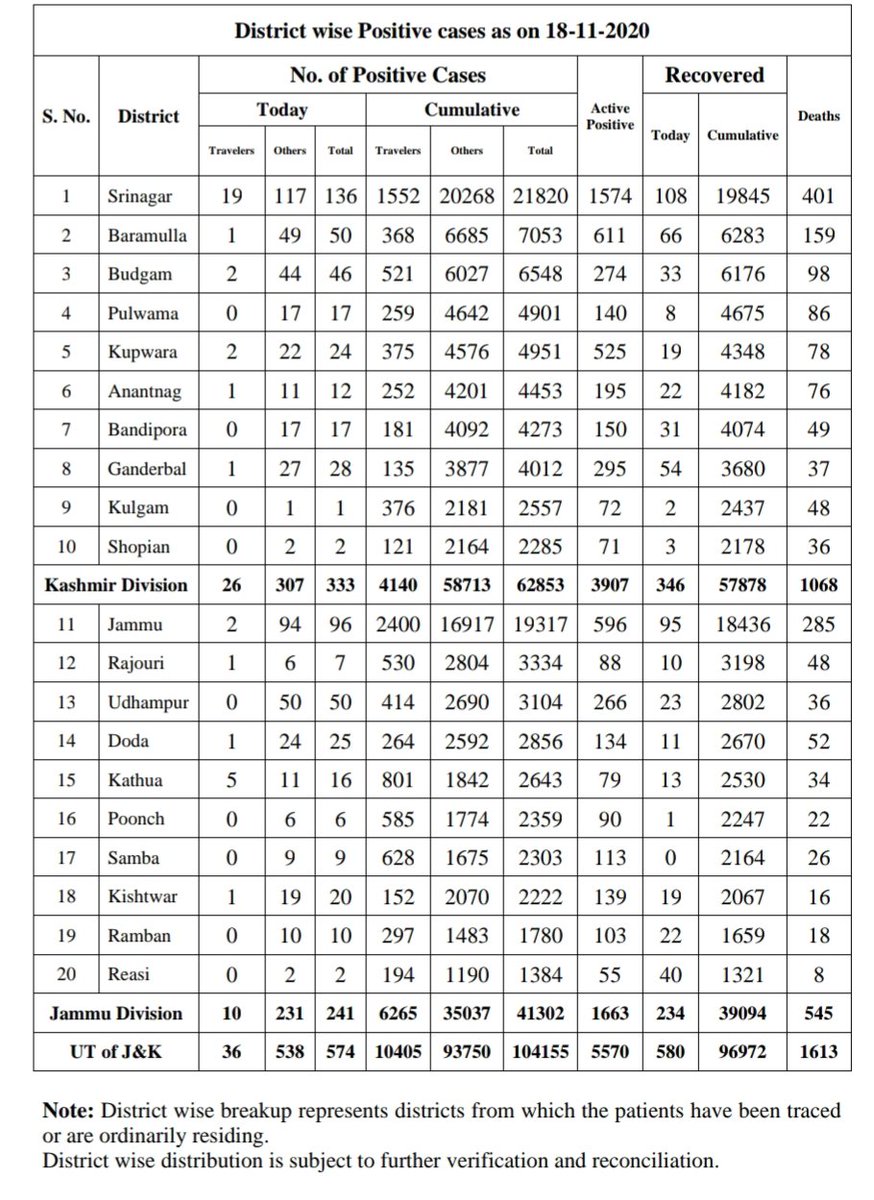 District wise Positive cases as on 18-11-2020
S. No. District No. of Positive Cases Active Positive Recovered Deaths
Today Cumulative Today Cumulative
Travelers Others Total Travelers Others Total
1 Srinagar 19 117 136 1552 20268 21820 1574 108 19845 401
2 Baramulla 1 49 50 368 6685 7053 611 66 6283 159
3 Budgam 2 44 46 521 6027 6548 274 33 6176 98
4 Pulwama 0 17 17 259 4642 4901 140 8 4675 86
5 Kupwara 2 22 24 375 4576 4951 525 19 4348 78
6 Anantnag 1 11 12 252 4201 4453 195 22 4182 76
7 Bandipora 0 17 17 181 4092 4273 150 31 4074 49
8 Ganderbal 1 27 28 135 3877 4012 295 54 3680 37
9 Kulgam 0 1 1 376 2181 2557 72 2 2437 48
10 Shopian 0 2 2 121 2164 2285 71 3 2178 36
Kashmir Division 26 307 333 4140 58713 62853 3907 346 57878 1068
11 Jammu 2 94 96 2400 16917 19317 596 95 18436 285
12 Rajouri 1 6 7 530 2804 3334 88 10 3198 48
13 Udhampur 0 50 50 414 2690 3104 266 23 2802 36
14 Doda 1 24 25 264 2592 2856 134 11 2670 52
15 Kathua 5 11 16 801 1842 2643 79 13 2530 34
16 Poonch 0 6 6 585 1774 2359 90 1 2247 22
17 Samba 0 9 9 628 1675 2303 113 0 2164 26
18 Kishtwar 1 19 20 152 2070 2222 139 19 2067 16
19 Ramban 0 10 10 297 1483 1780 103 22 1659 18
20 Reasi 0 2 2 194 1190 1384 55 40 1321 8
Jammu Division 10 231 241 6265 35037 41302 1663 234 39094 545
UT of J&K 36 538 574 10405 93750 104155 5570 580 96972 1613
Note: District wise breakup represents districts from which the patients have been traced
or are ordinarily residing.
District wise distribution is subject to further verification and reconciliation.